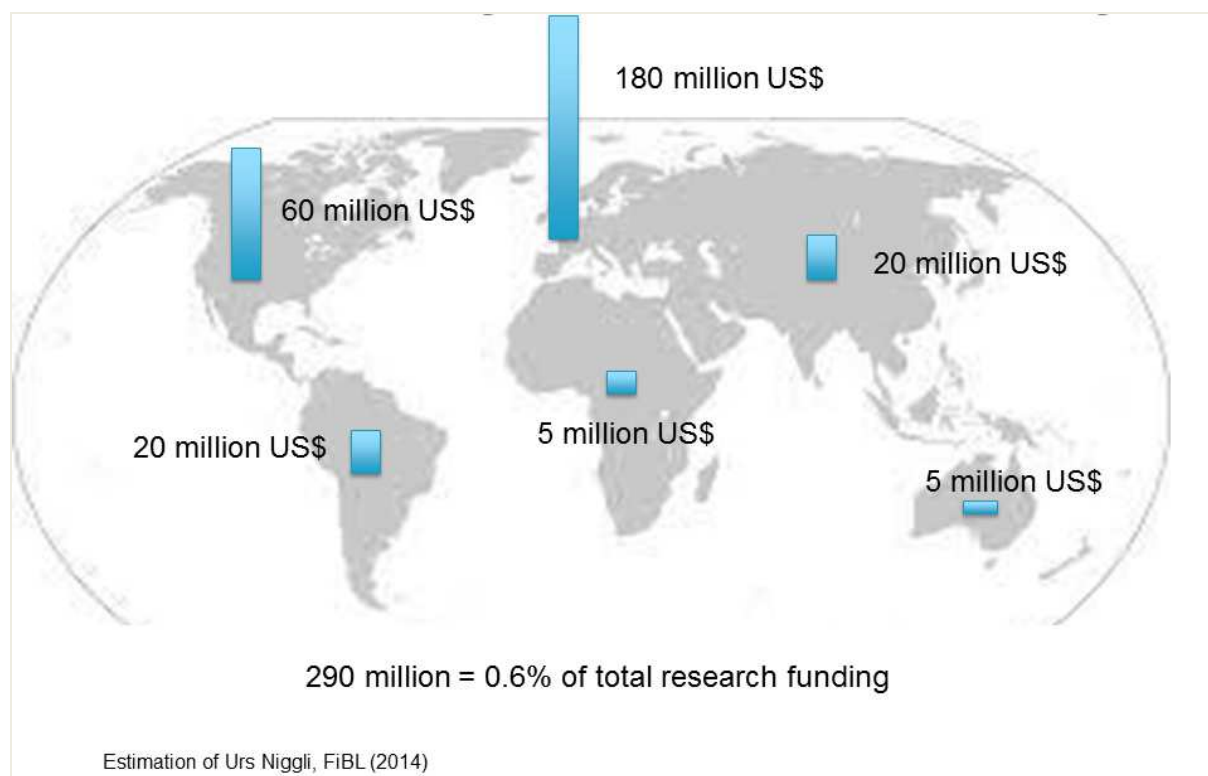 180 million US$
60 million US$
20 million US$
20 million US$
5 million US$
5 million US$
290 million = 0.6% of total research funding
Estimation of Urs Niggli, FiBL (2014)